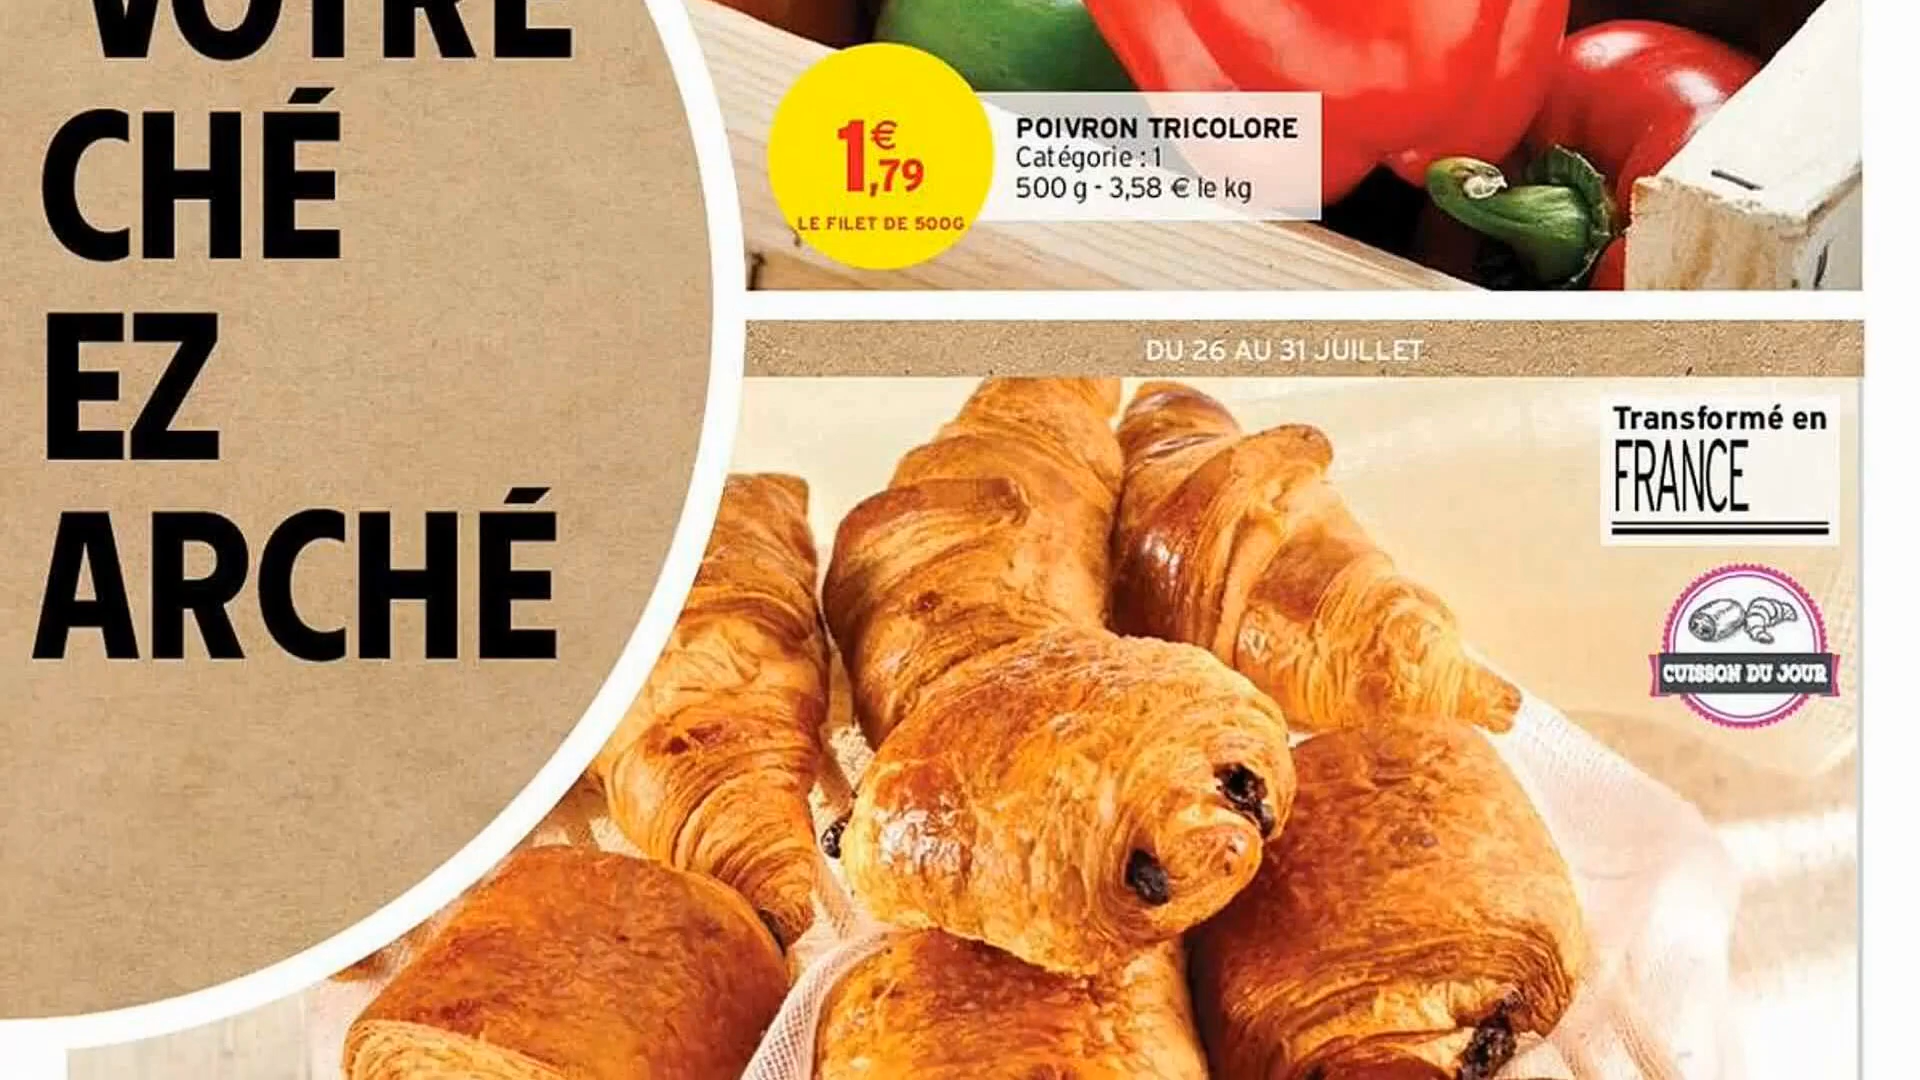 VOTRE
CHÉ
EZ
ARCHÉ
1€,79
LE FILET DE 500G
POIVRON TRICOLORE
Catégorie : 1
500 g - 3,58 € le kg
DU 26 AU 31 JUILLET
Transformé en
FRANCE
CUISSON DU JOUR